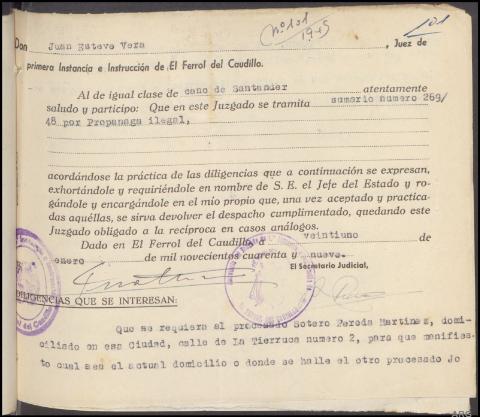 Nº 101
1949
101
Don Juan Esteve Vera , Juez de
primera Instancia e Instrucción de El Ferrol del Caudillo.
Al de igual clase de cano de Santander atentamente
saludo y participo: Que en este Juzgado se tramita sumario numero 269/
48 por Propanaga ilegal,
acordándose la práctica de las diligencias que a continuación se expresan,
exhortándole y requiriéndole en nombre de S. E. el Jefe del Estado y ro-
gándole y encargándole en el mío propio que, una vez aceptado y practica-
das aquéllas, se sirva devolver el despacho cumplimentado, quedando este
Juzgado obligado a la recíproca en casos análogos.
Dado en El Ferrol del Caudillo, a veintiuno de
enero de mil novecientos cuarenta y nueve.
El Secretario Judicial,
DILIGENCIAS QUE SE INTERESAN:
Que se requiera al procesado Sotero Pereda Martinez, domi-
ciliado en esa Ciudad, calle de La Tierruca numero 2, para que manifies-
to cual sea el actual domicilio o donde se halle el otro procesado Jo